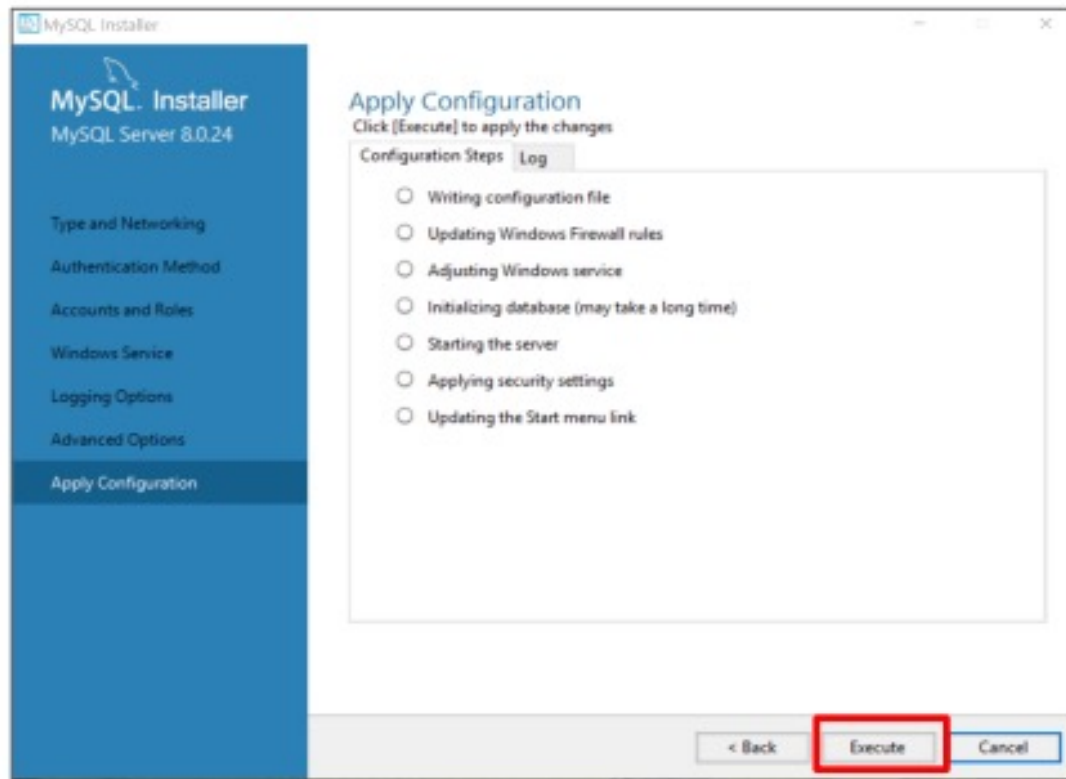 MySQL Installer
MySQL. Installer
MySQL Server 8.0.24
Type and Networking
Authentication Method
Accounts and Roles
Windows Service
Logging Options
Advanced Options
Apply Configuration
Apply Configuration
Click [Execute] to apply the changes
Configuration Steps Log
Writing configuration file
Updating Windows Firewall rules
Adjusting Windows service
Initializing database (may take a long time)
Starting the server
Applying security settings
Updating the Start menu link
< Back Execute Cancel